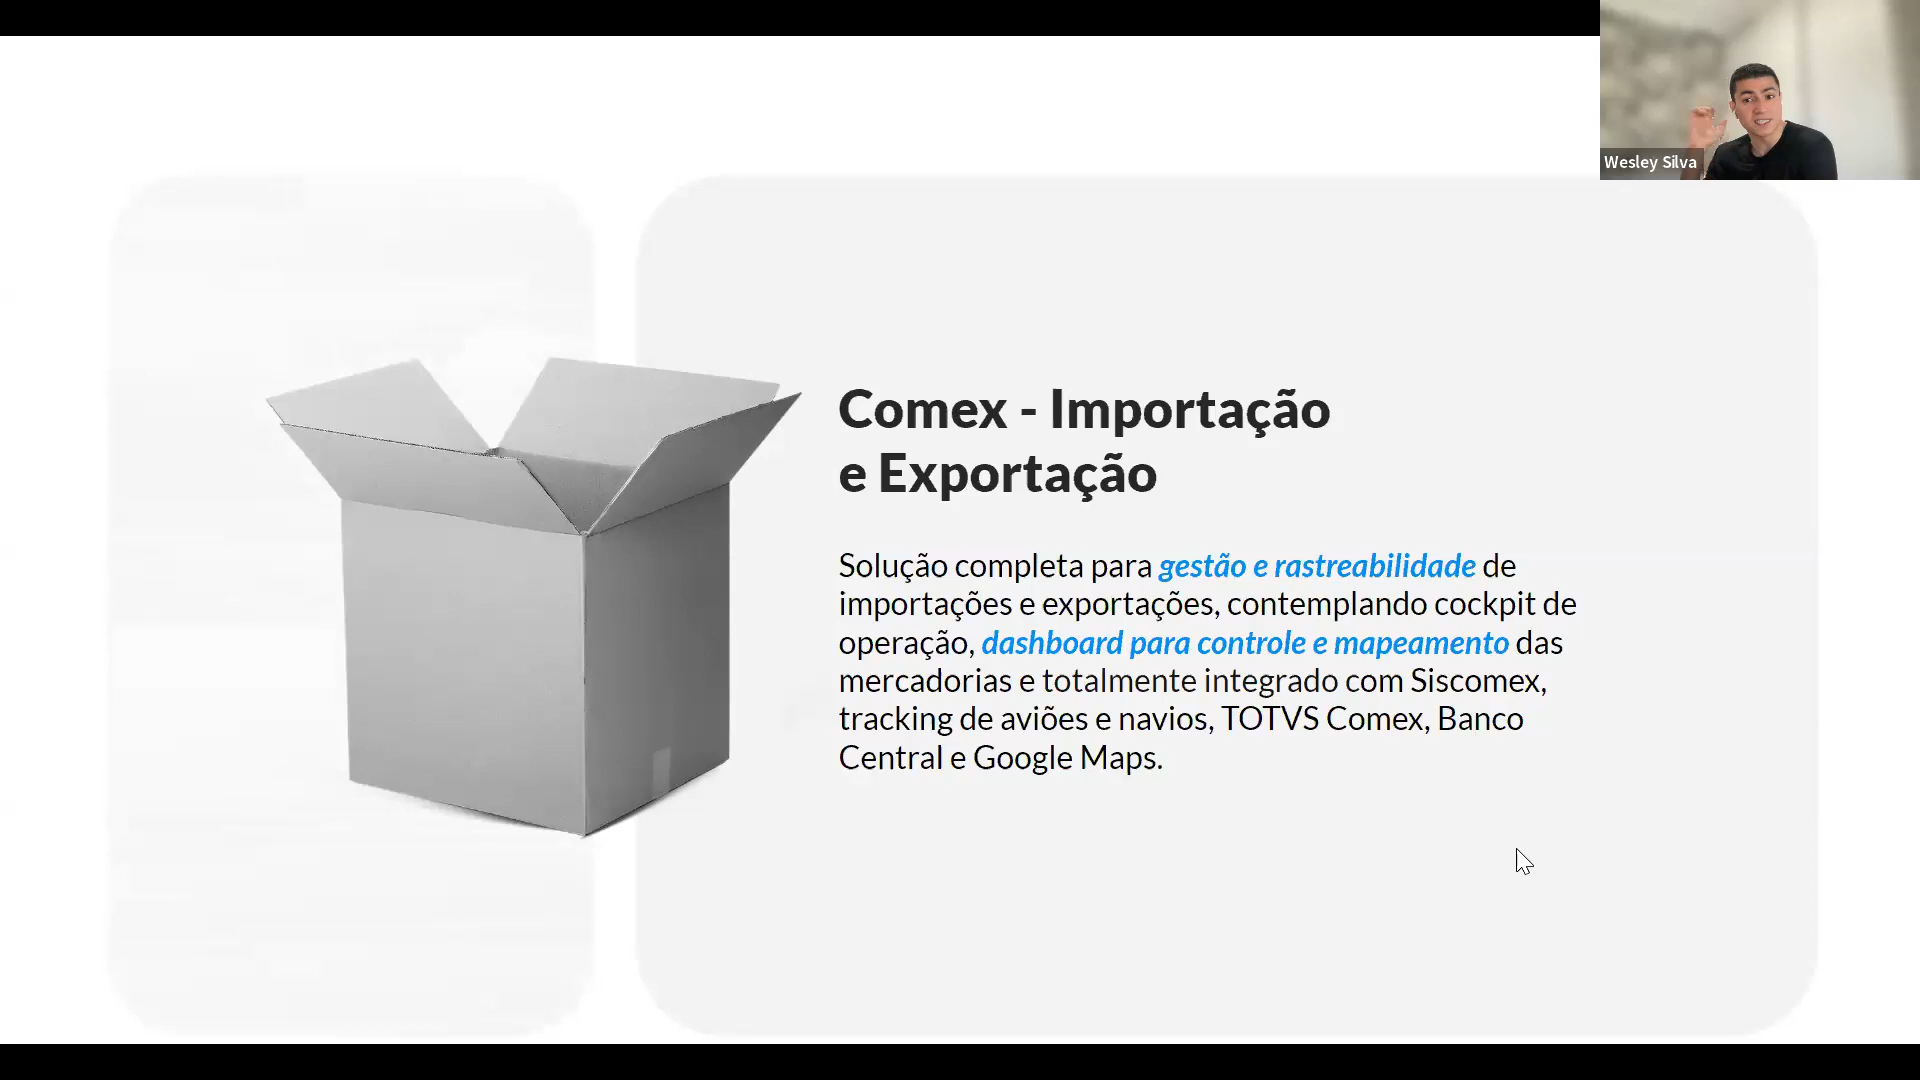 Wesley Silva
Comex - Importação
e Exportação
Solução completa para gestão e rastreabilidade de
importações e exportações, contemplando cockpit de
operação, dashboard para controle e mapeamento das
mercadorias e totalmente integrado com Siscomex,
tracking de aviões e navios, TOTVS Comex, Banco
Central e Google Maps.